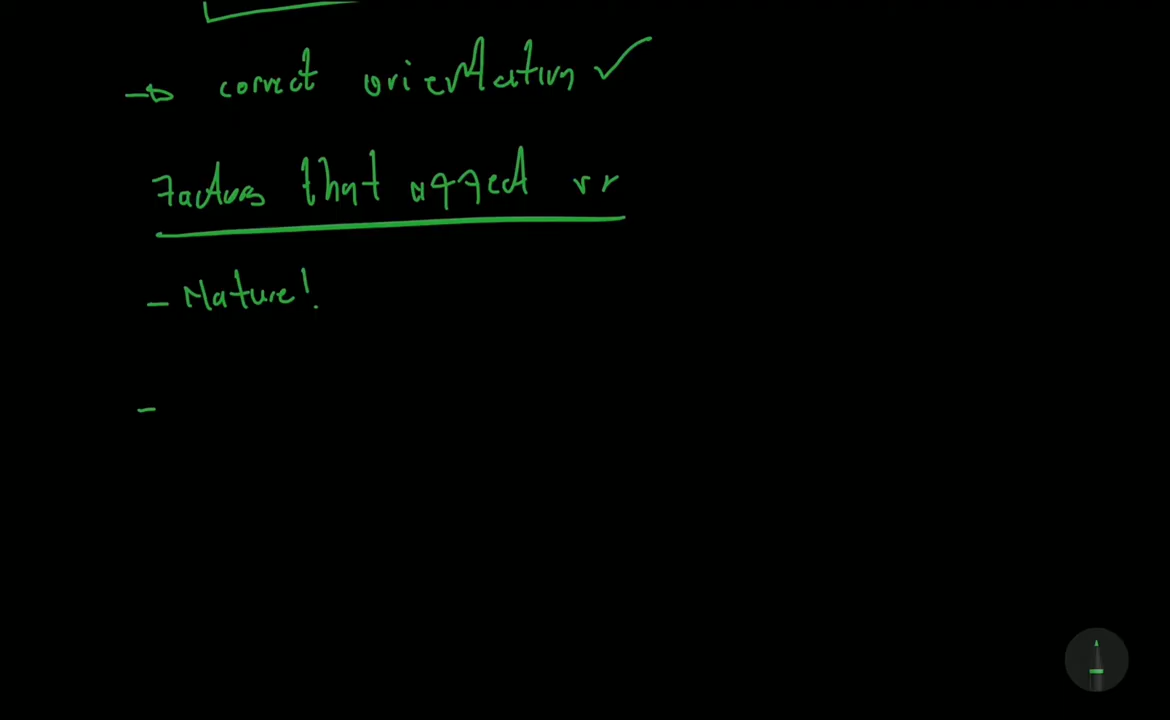 → correct orientation ✓
Factors that affect rr
- Nature!
-